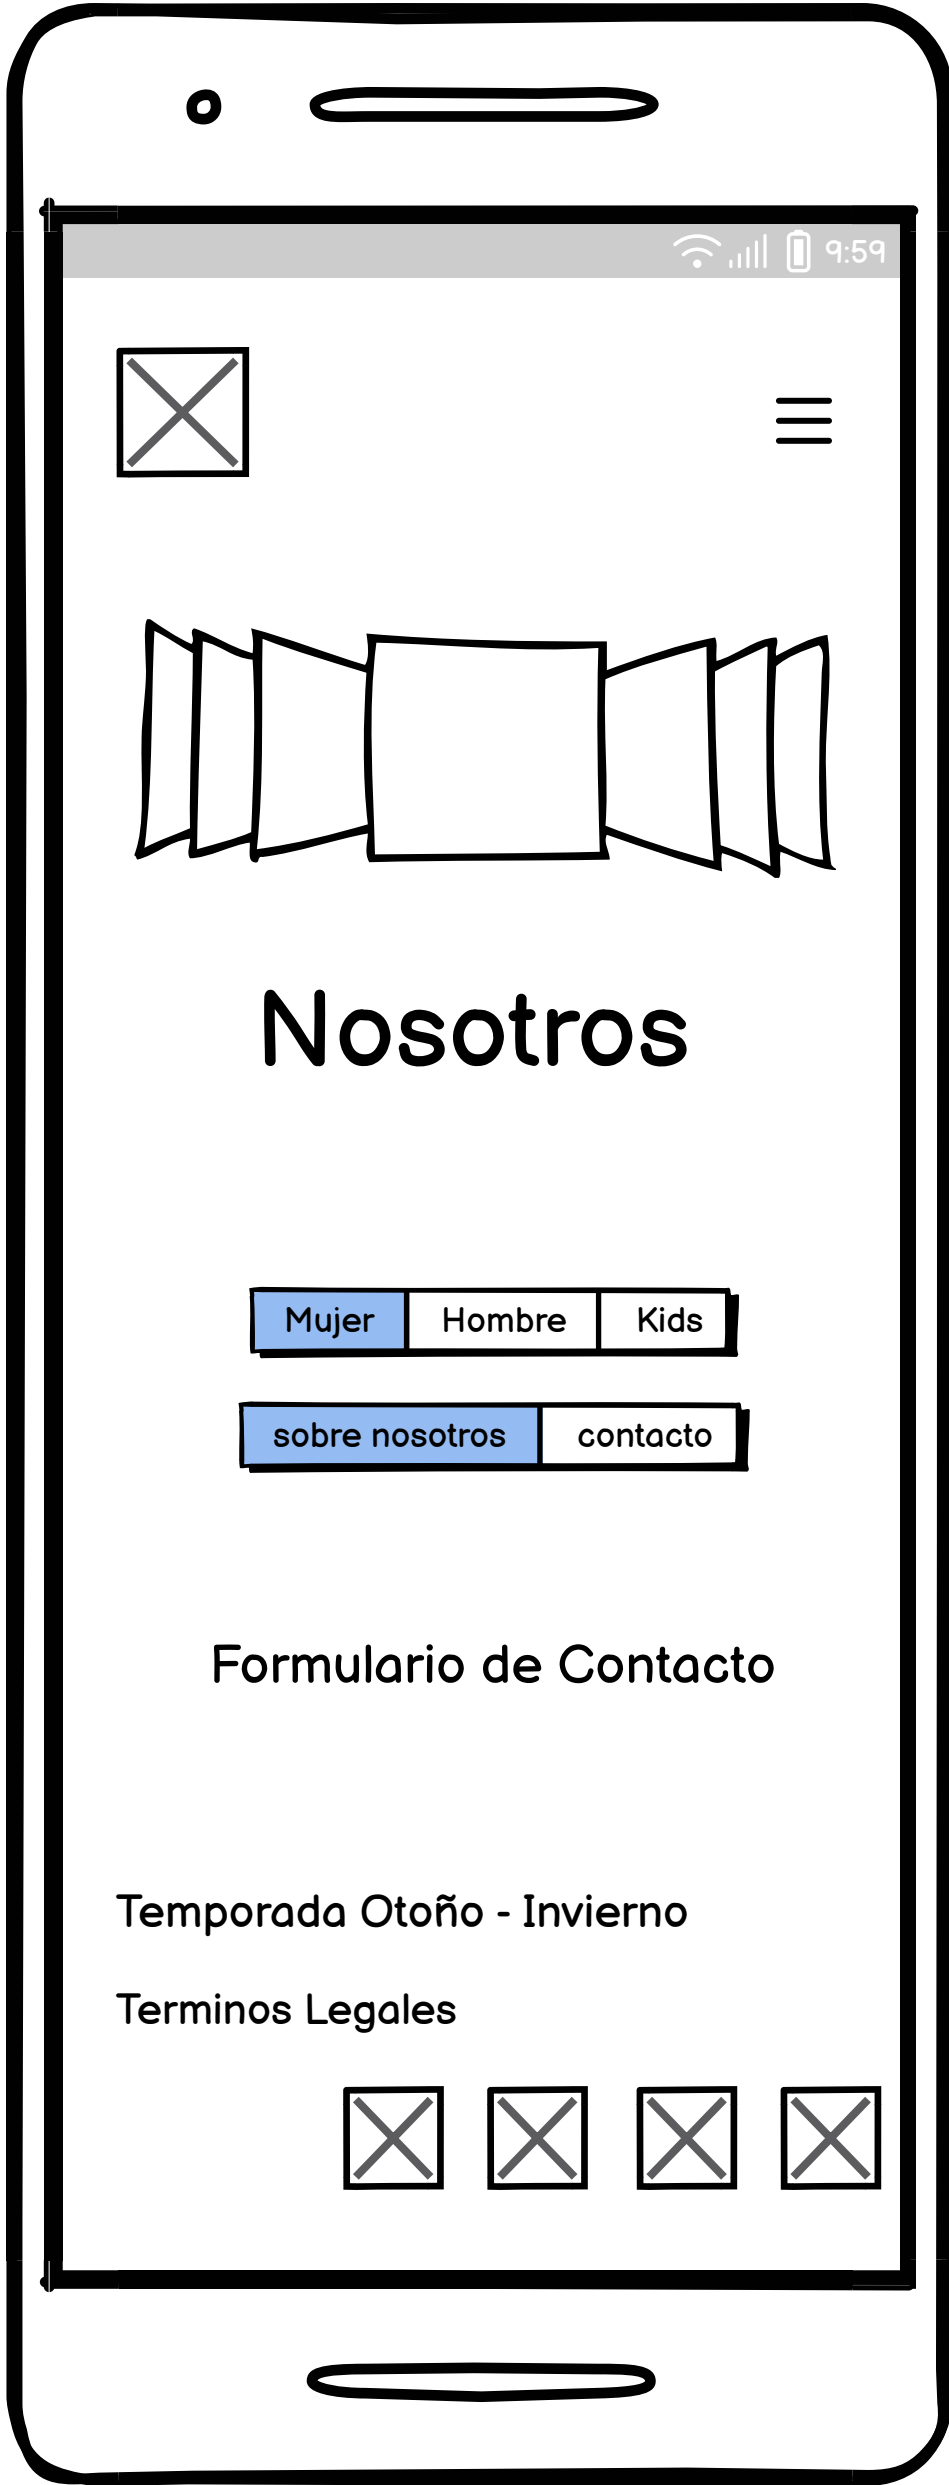 9:59
Nosotros
Mujer Hombre Kids
sobre nosotros contacto
Formulario de Contacto
Temporada Otoño - Invierno
Terminos Legales